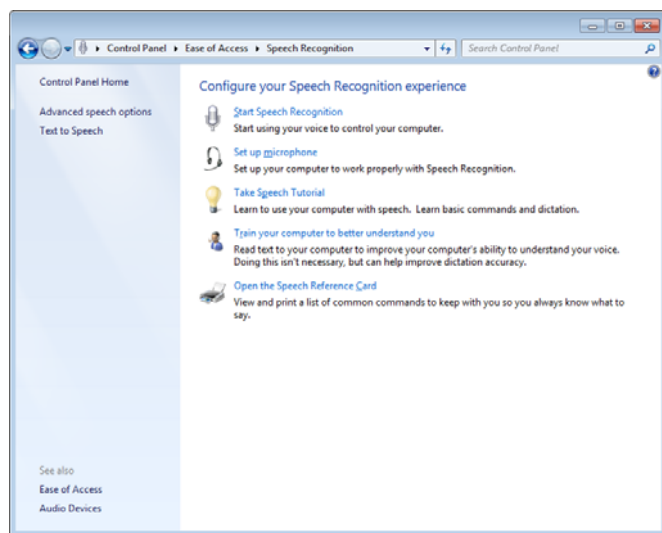 Control Panel Ease of Access Speech Recognition
Search Control Panel
Control Panel Home
Advanced speech options
Text to Speech
See also
Ease of Access
Audio Devices
Configure your Speech Recognition experience
Start Speech Recognition
Start using your voice to control your computer.
Set up microphone
Set up your computer to work properly with Speech Recognition.
Take Speech Tutorial
Learn to use your computer with speech. Learn basic commands and dictation.
Train your computer to better understand you
Read text to your computer to improve your computer's ability to understand your voice.
Doing this isn't necessary, but can help improve dictation accuracy.
Open the Speech Reference Card
View and print a list of common commands to keep with you so you always know what to
say.